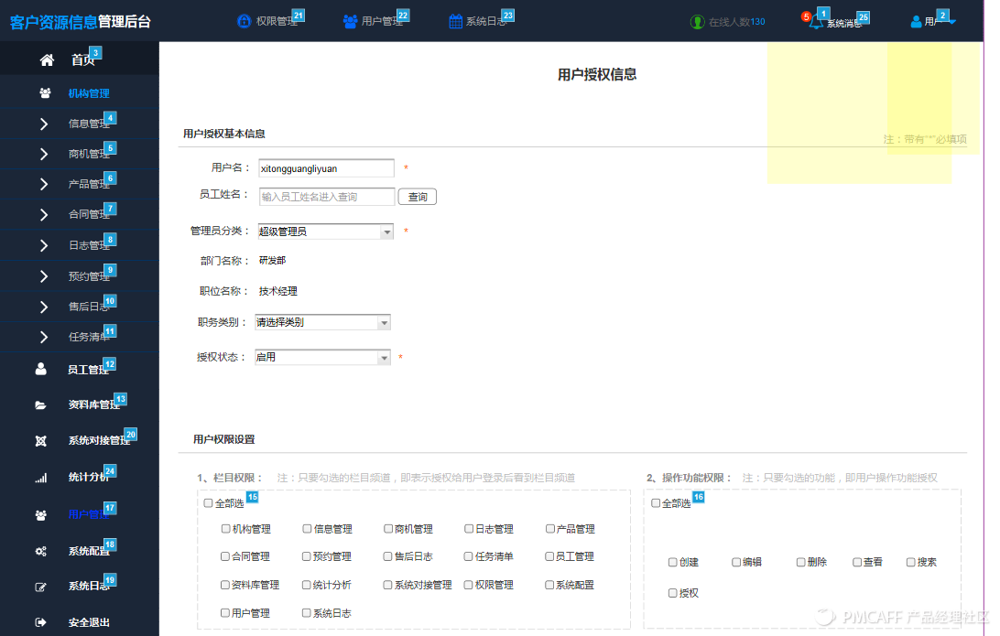 客户资源信息管理后台 权限管理 21 用户管理 22 系统日志 23 在线人数130 5 1 系统消息 25 用户 2
首页 3
机构管理
信息管理 4
商机管理 5
产品管理 6
合同管理 7
日志管理 8
预约管理 9
售后日志 10
任务清单 11
员工管理 12
资料库管理 13
系统对接管理 20
统计分析 24
用户管理 17
系统配置 18
系统日志 19
安全退出
用户授权信息
注：带有"*"必填项
用户授权基本信息
用户名： xitongguangliyuan *
员工姓名： 输入员工姓名进入查询 查询
管理员分类： 超级管理员 *
部门名称： 研发部
职位名称： 技术经理
职务类别： 请选择类别
授权状态： 启用 *
用户权限设置
1、栏目权限： 注：只要勾选的栏目频道，即表示授权给用户登录后看到栏目频道
全部选 15
机构管理 信息管理 商机管理 日志管理 产品管理
合同管理 预约管理 售后日志 任务清单 员工管理
资料库管理 统计分析 系统对接管理 权限管理 系统配置
用户管理 系统日志
2、操作功能权限： 注：只要勾选的功能，即用户操作功能授权
全部选 16
创建 编辑 删除 查看 搜索
授权
PMCAFF 产品经理社区